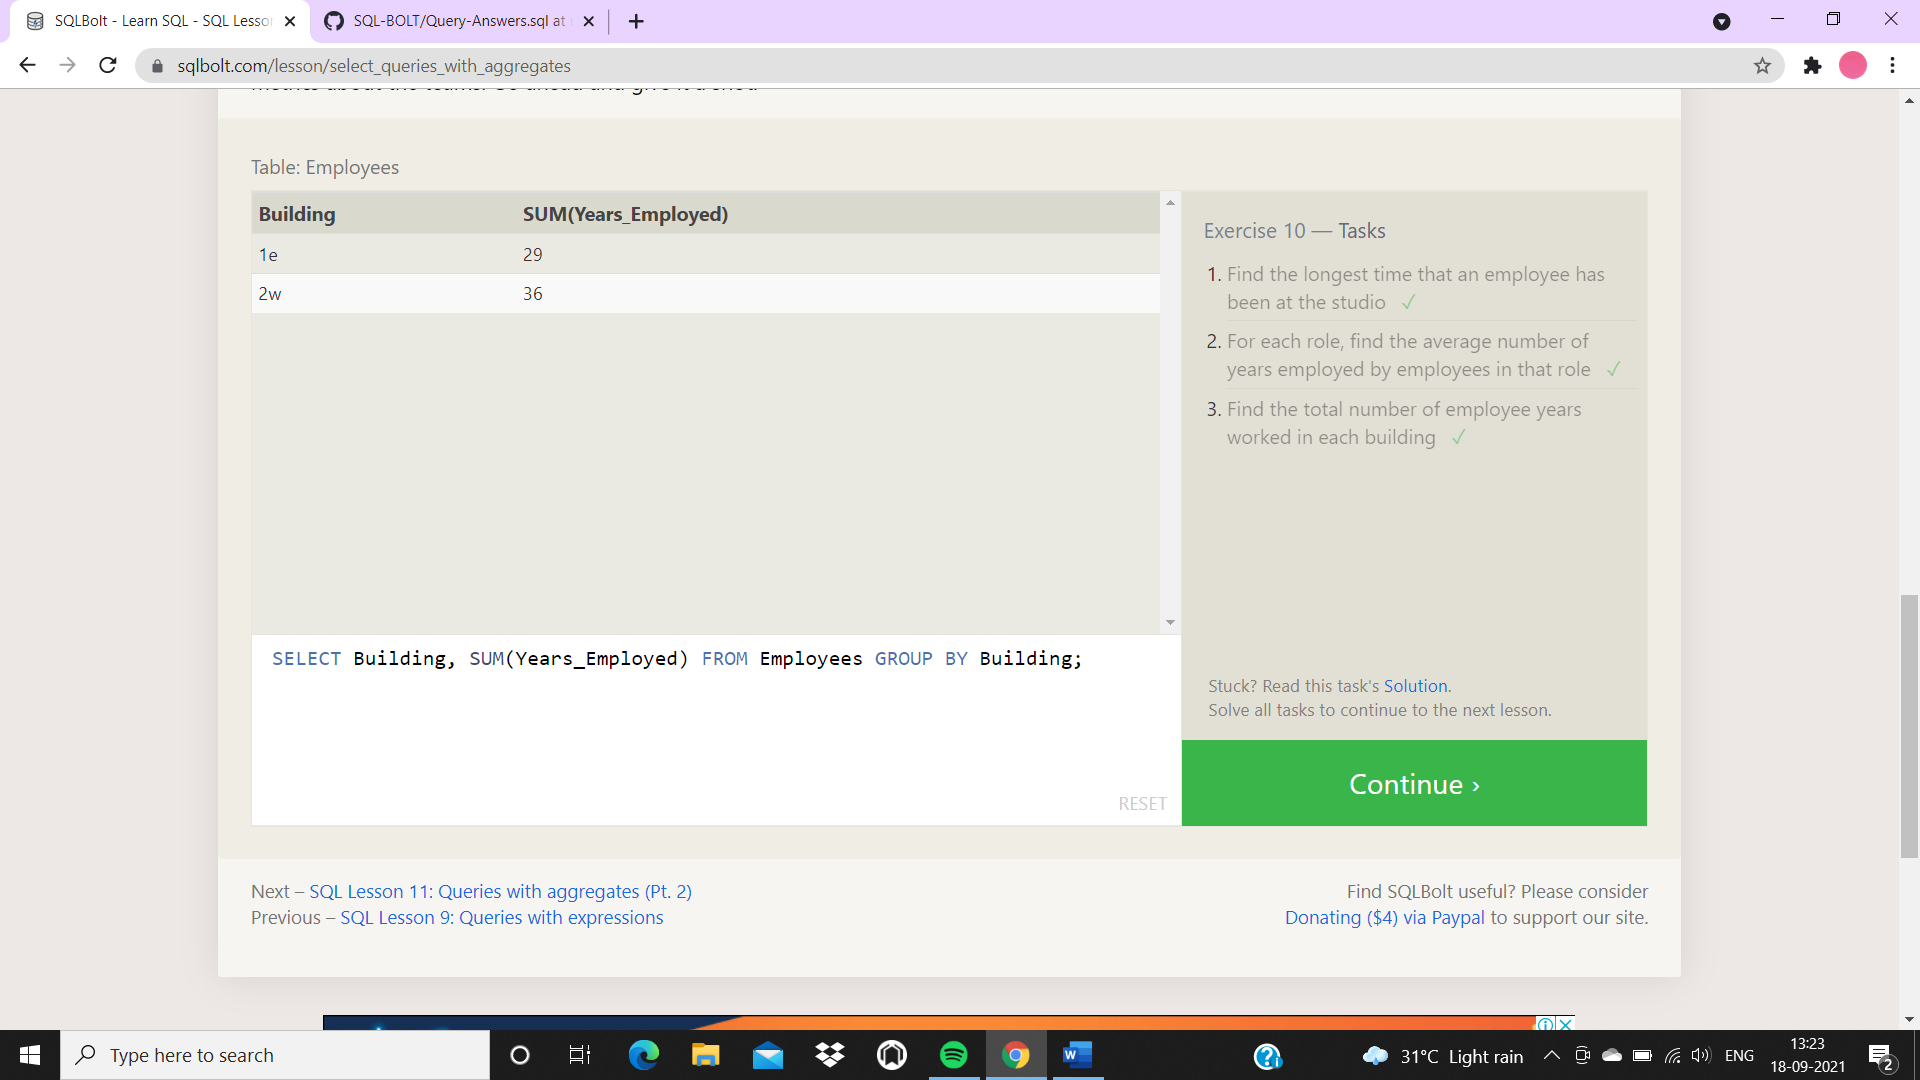 SQLBolt - Learn SQL - SQL Lesson
SQL-BOLT/Query-Answers.sql at
sqlbolt.com/lesson/select_queries_with_aggregates
Table: Employees
Building SUM(Years_Employed)
1e 29
2w 36
Exercise 10 — Tasks
1. Find the longest time that an employee has
been at the studio ✓
2. For each role, find the average number of
years employed by employees in that role ✓
3. Find the total number of employee years
worked in each building ✓
SELECT Building, SUM(Years_Employed) FROM Employees GROUP BY Building;
RESET
Stuck? Read this task's Solution.
Solve all tasks to continue to the next lesson.
Continue ›
Next – SQL Lesson 11: Queries with aggregates (Pt. 2)
Previous – SQL Lesson 9: Queries with expressions
Find SQLBolt useful? Please consider
Donating ($4) via Paypal to support our site.
Type here to search
31°C Light rain
ENG
13:23
18-09-2021
2